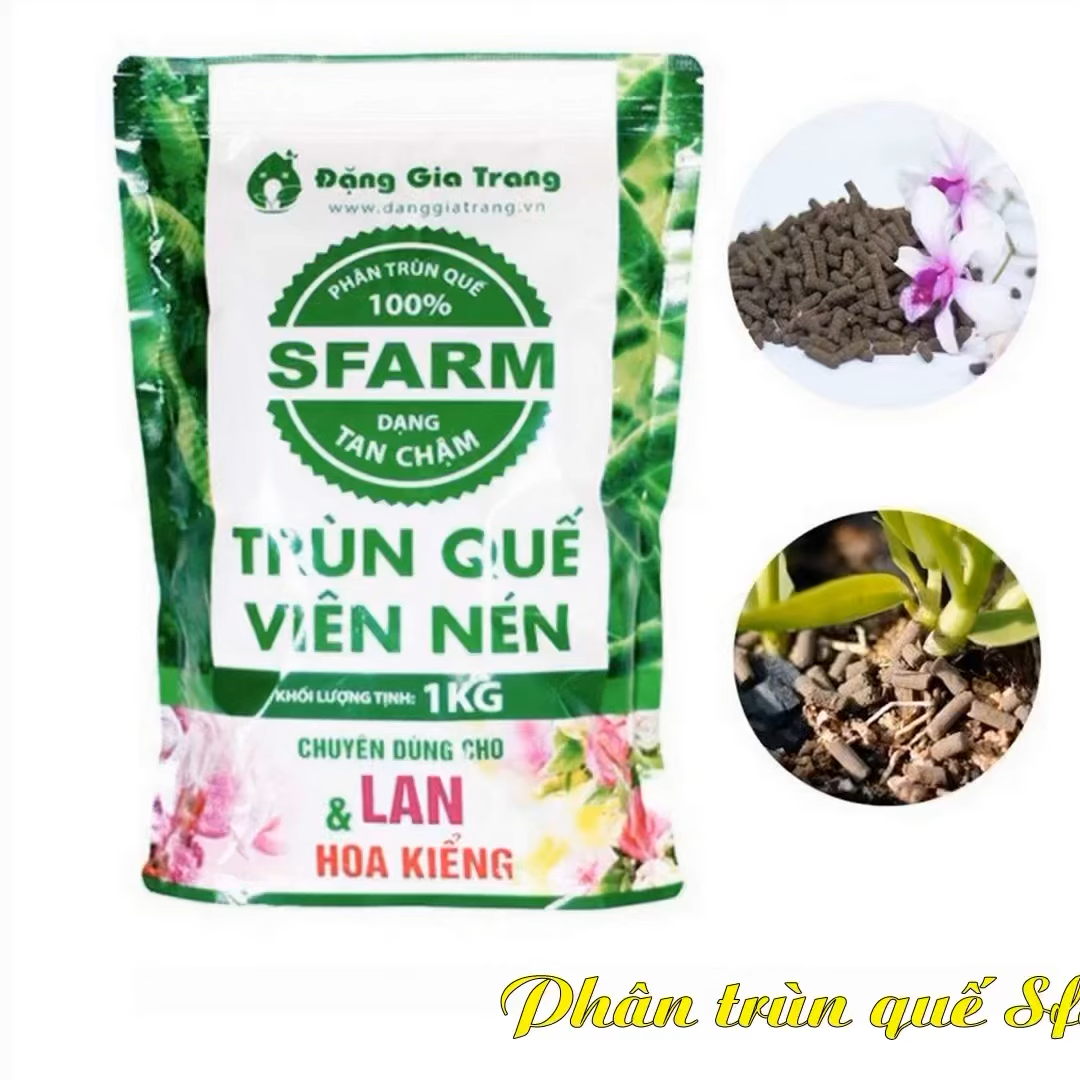 Đặng Gia Trang
www.danggiatrang.vn
PHÂN TRÙN QUẾ
100%
SFARM
DẠNG
TAN CHẬM
TRÙN QUẾ
VIÊN NÉN
KHỐI LƯỢNG TỊNH: 1KG
CHUYÊN DÙNG CHO
LAN
& HOA KIỂNG
Phân trùn quế Sf